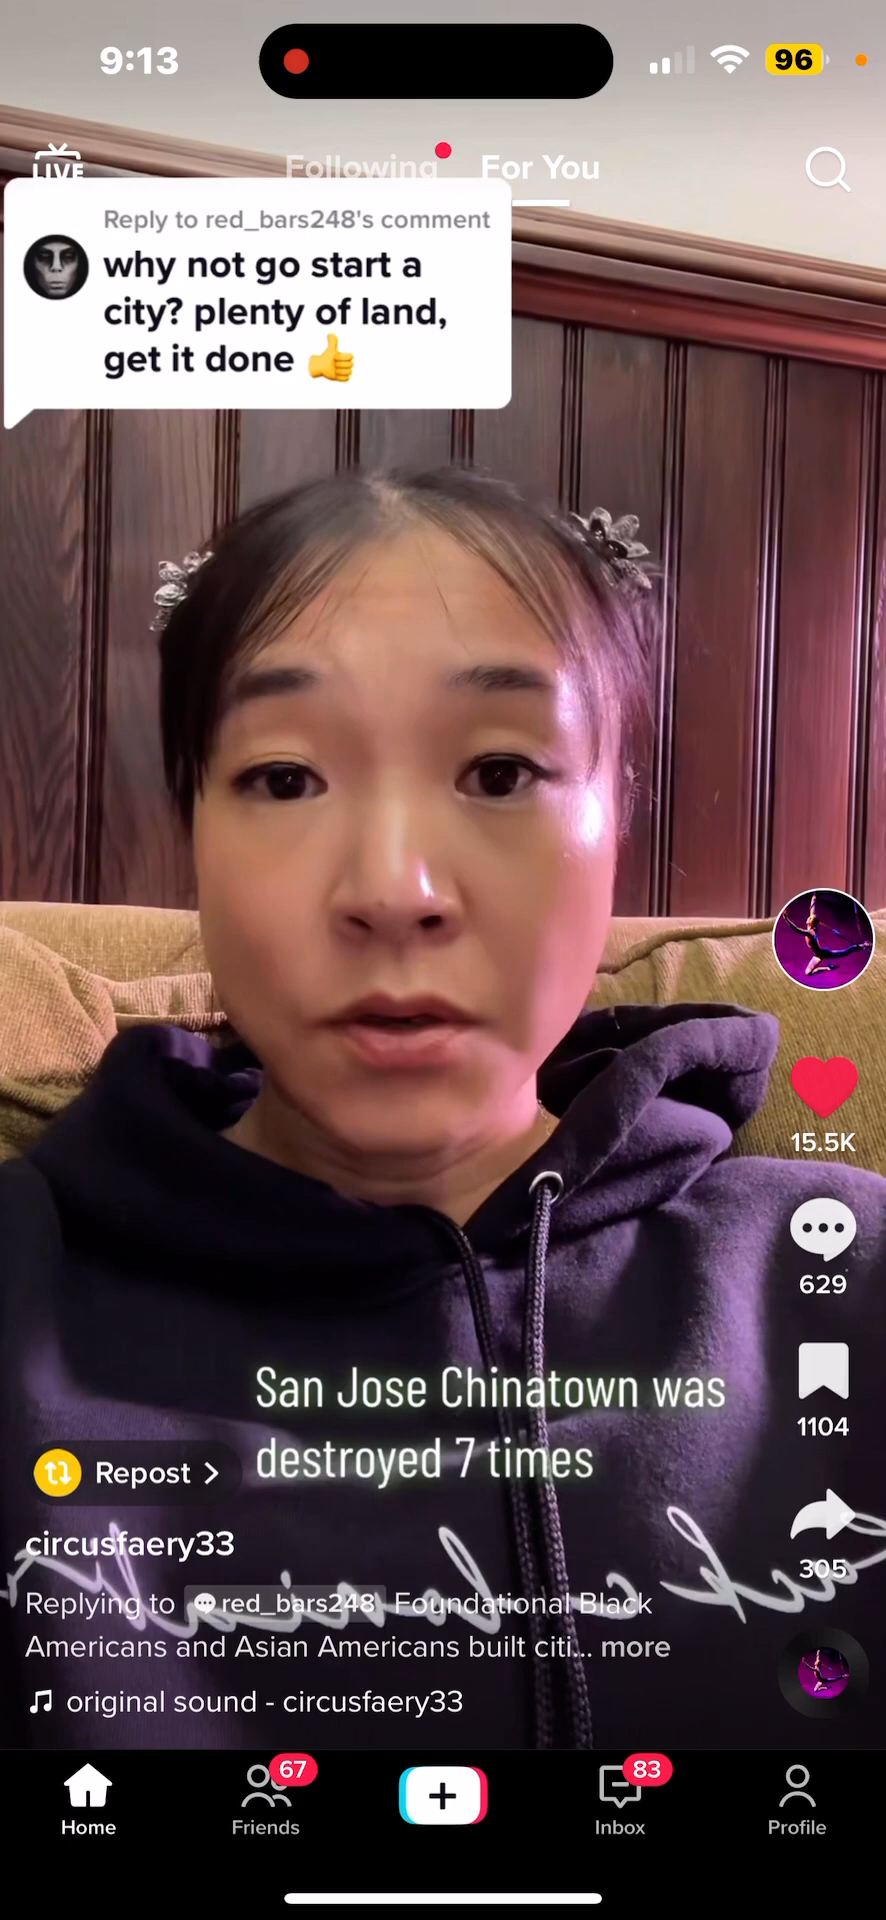 9:13
96
LIVE
Following
For You
Reply to red_bars248's comment
why not go start a
city? plenty of land,
get it done 👍
15.5K
629
1104
305
San Jose Chinatown was
destroyed 7 times
Repost >
circusfaery33
Replying to red_bars248 Foundational Black
Americans and Asian Americans built citi... more
original sound - circusfaery33
Home
67
Friends
83
Inbox
Profile